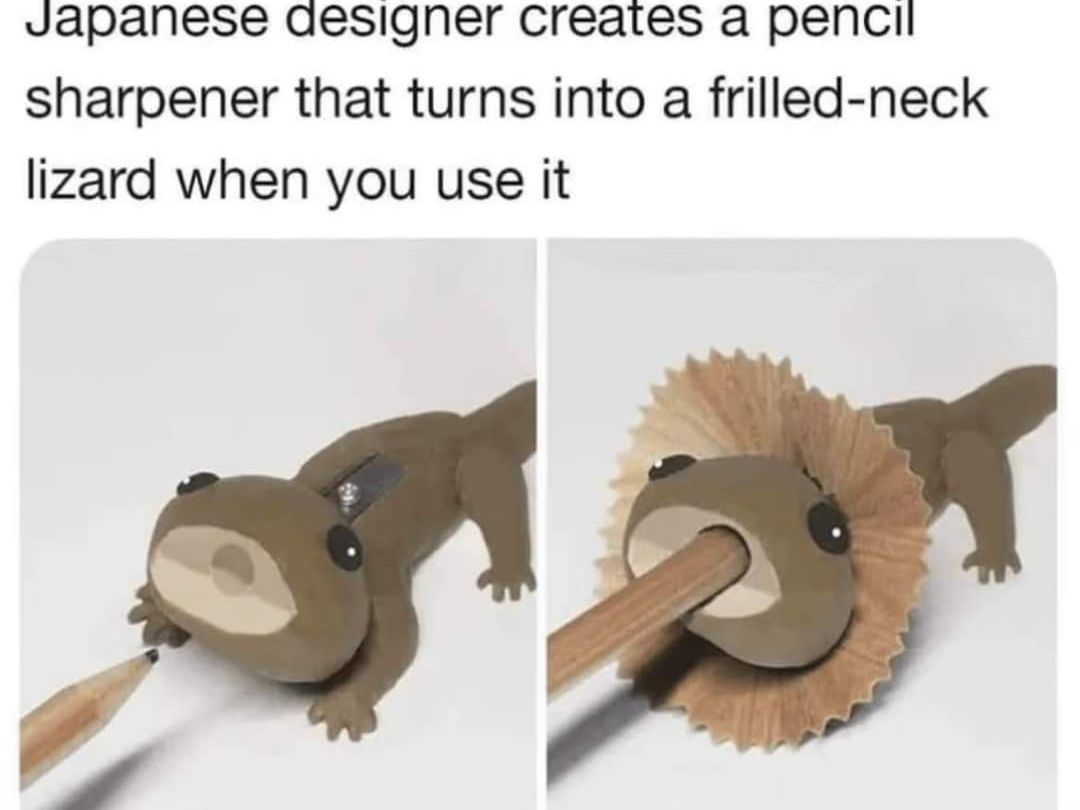 Japanese designer creates a pencil
sharpener that turns into a frilled-neck
lizard when you use it